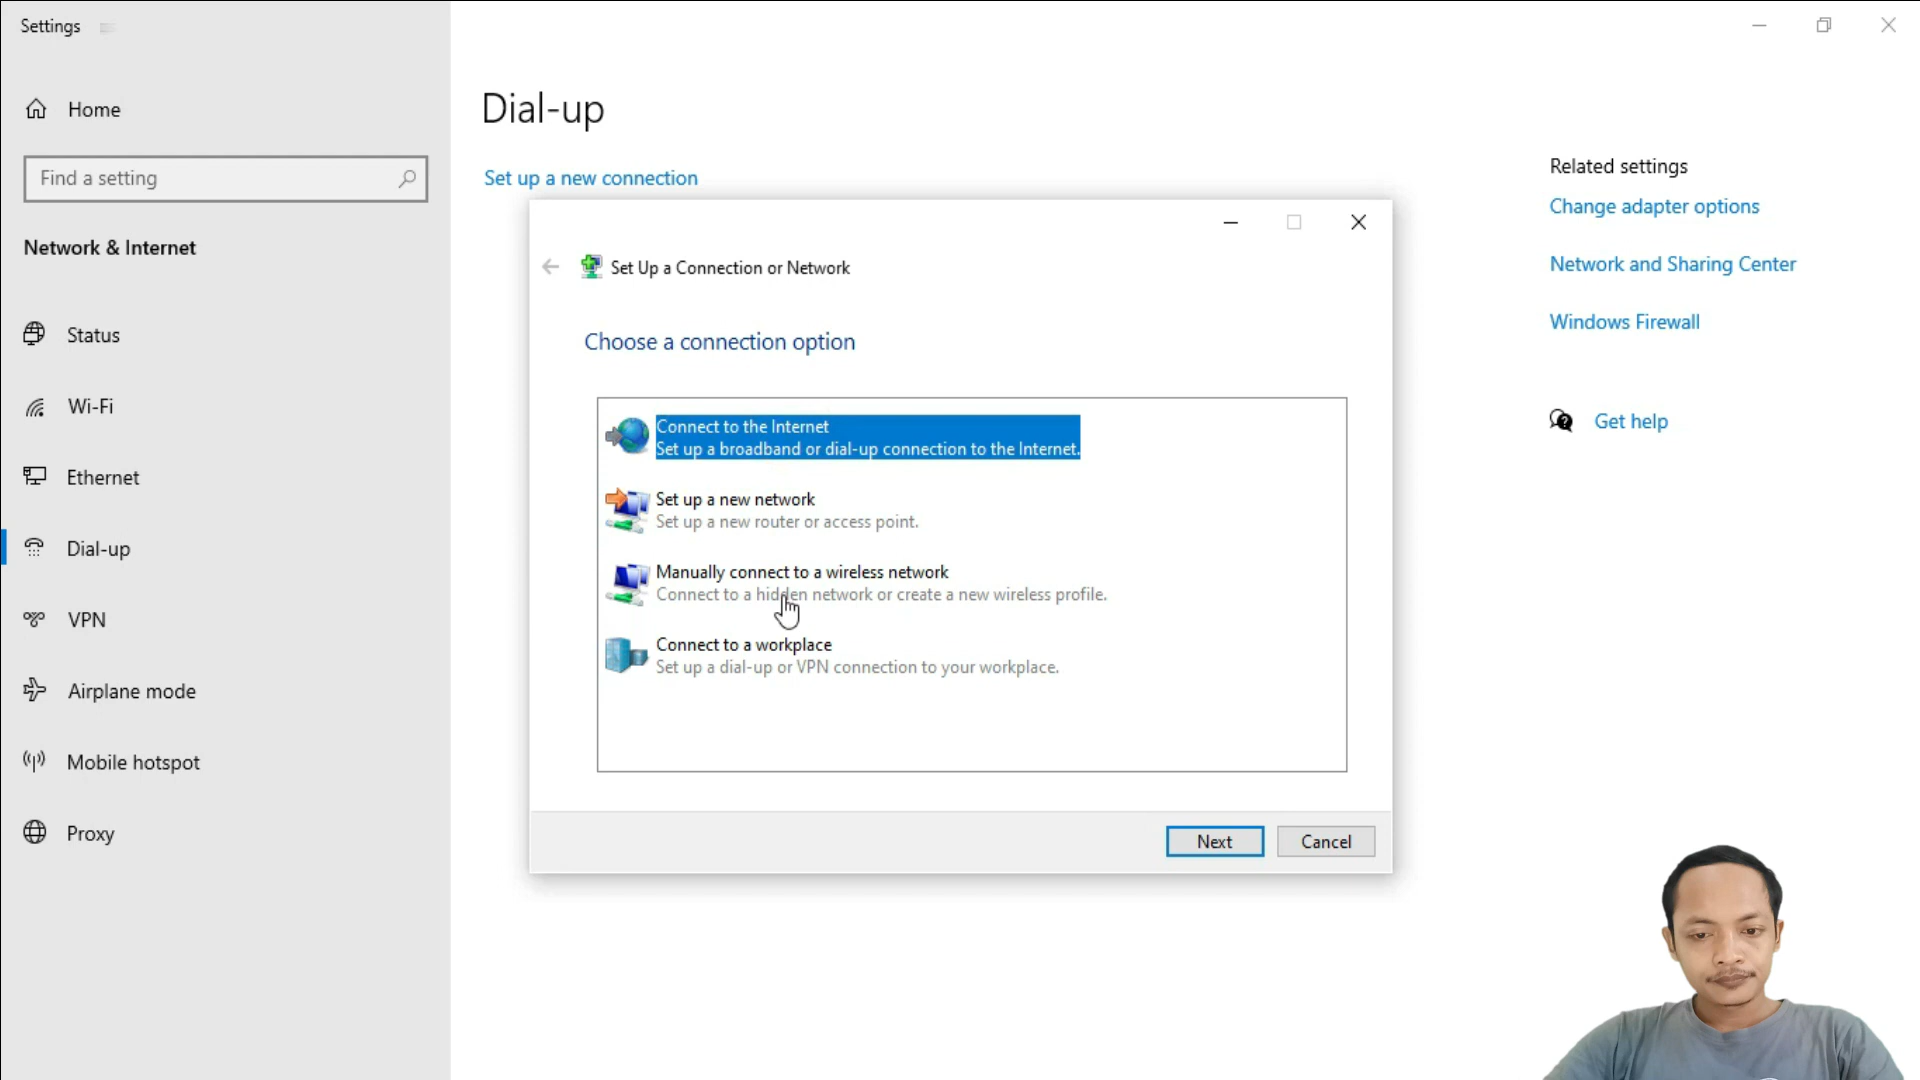 Settings
Home
Find a setting
Network & Internet
Status
Wi-Fi
Ethernet
Dial-up
VPN
Airplane mode
Mobile hotspot
Proxy
Dial-up
Set up a new connection
Set Up a Connection or Network
Choose a connection option
Connect to the Internet
Set up a broadband or dial-up connection to the Internet.
Set up a new network
Set up a new router or access point.
Manually connect to a wireless network
Connect to a hidden network or create a new wireless profile.
Connect to a workplace
Set up a dial-up or VPN connection to your workplace.
Next
Cancel
Related settings
Change adapter options
Network and Sharing Center
Windows Firewall
Get help